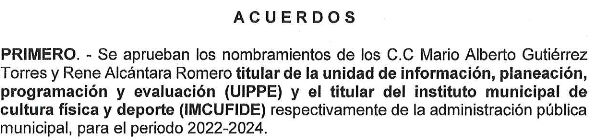 A C U E R D O S
PRIMERO. - Se aprueban los nombramientos de los C.C Mario Alberto Gutiérrez
Torres y Rene Alcántara Romero titular de la unidad de información, planeación,
programación y evaluación (UIPPE) y el titular del instituto municipal de
cultura física y deporte (IMCUFIDE) respectivamente de la administración pública
municipal, para el periodo 2022-2024.